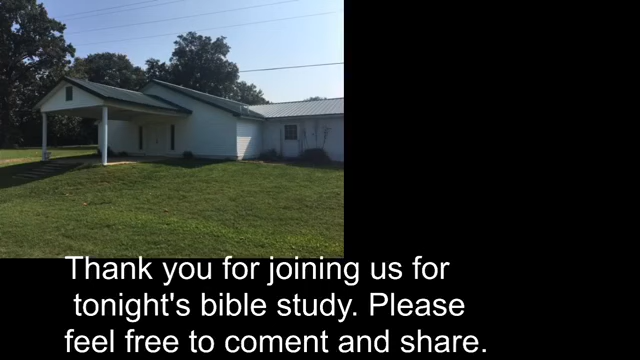 Thank you for joining us for
tonight's bible study. Please
feel free to coment and share.